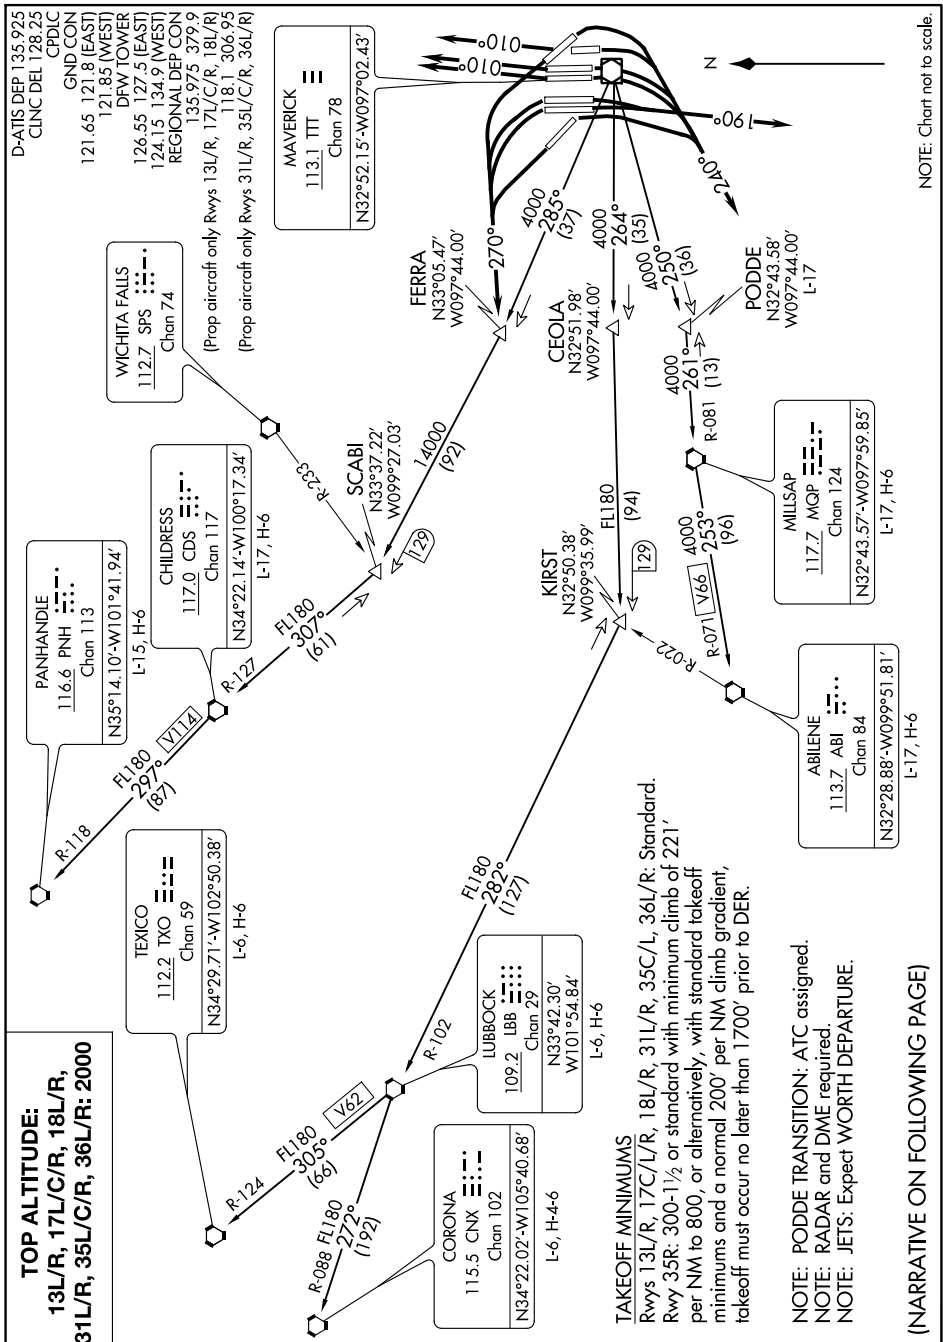 TOP ALTITUDE:
13L/R, 17L/C/R, 18L/R,
31L/R, 35L/C/R, 36L/R: 2000
D-ATIS DEP 135.925
CLNC DEL 128.25
CPDLC
GND CON
121.65 121.8 (EAST)
121.85 (WEST)
DFW TOWER
126.55 127.5 (EAST)
124.15 134.9 (WEST)
REGIONAL DEP CON
135.975 379.9
(Prop aircraft only Rwys 13L/R, 17L/C/R, 18L/R)
118.1 306.95
(Prop aircraft only Rwys 31L/R, 35L/C/R, 36L/R)
PANHANDLE
116.6 PNH
Chan 113
N35°14.10'-W101°41.94'
L-15, H-6
CHILDRESS
117.0 CDS
Chan 117
N34°22.14'-W100°17.34'
L-17, H-6
WICHITA FALLS
112.7 SPS
Chan 74
MAVERICK
113.1 TTT
Chan 78
N32°52.15'-W097°02.43'
TEXICO
112.2 TXO
Chan 59
N34°29.71'-W102°50.38'
L-6, H-6
R-118
FL180
297°
(87)
V114
R-127
FL180
307°
(61)
R-233
SCABI
N33°37.22'
W099°27.03'
129
14000
(92)
FERRA
N33°05.47'
W097°44.00'
270°
4000
285°
(37)
010°
010°
010°
N
190°
240°
CEOLA
N32°51.98'
W097°44.00'
4000
264°
(35)
4000
250°
(36)
PODDE
N32°43.58'
W097°44.00'
L-17
4000
261°
(13)
R-081
FL180
(94)
KIRST
N32°50.38'
W099°35.99'
129
R-022
4000
253°
(96)
V66
R-071
MILLSAP
117.7 MQP
Chan 124
N32°43.57'-W097°59.85'
L-17, H-6
ABILENE
113.7 ABI
Chan 84
N32°28.88'-W099°51.81'
L-17, H-6
FL180
282°
(127)
R-102
LUBBOCK
109.2 LBB
Chan 29
N33°42.30'
W101°54.84'
L-6, H-6
R-124
FL180
305°
(66)
V62
R-088
FL180
272°
(192)
CORONA
115.5 CNX
Chan 102
N34°22.02'-W105°40.68'
L-6, H-4-6
TAKEOFF MINIMUMS
Rwys 13L/R, 17C/L/R, 18L/R, 31L/R, 35C/L, 36L/R: Standard.
Rwy 35R: 300-1½ or standard with minimum climb of 221'
per NM to 800, or alternatively, with standard takeoff
minimums and a normal 200' per NM climb gradient,
takeoff must occur no later than 1700' prior to DER.
NOTE: PODDE TRANSITION: ATC assigned.
NOTE: RADAR and DME required.
NOTE: JETS: Expect WORTH DEPARTURE.
(NARRATIVE ON FOLLOWING PAGE)
NOTE: Chart not to scale.